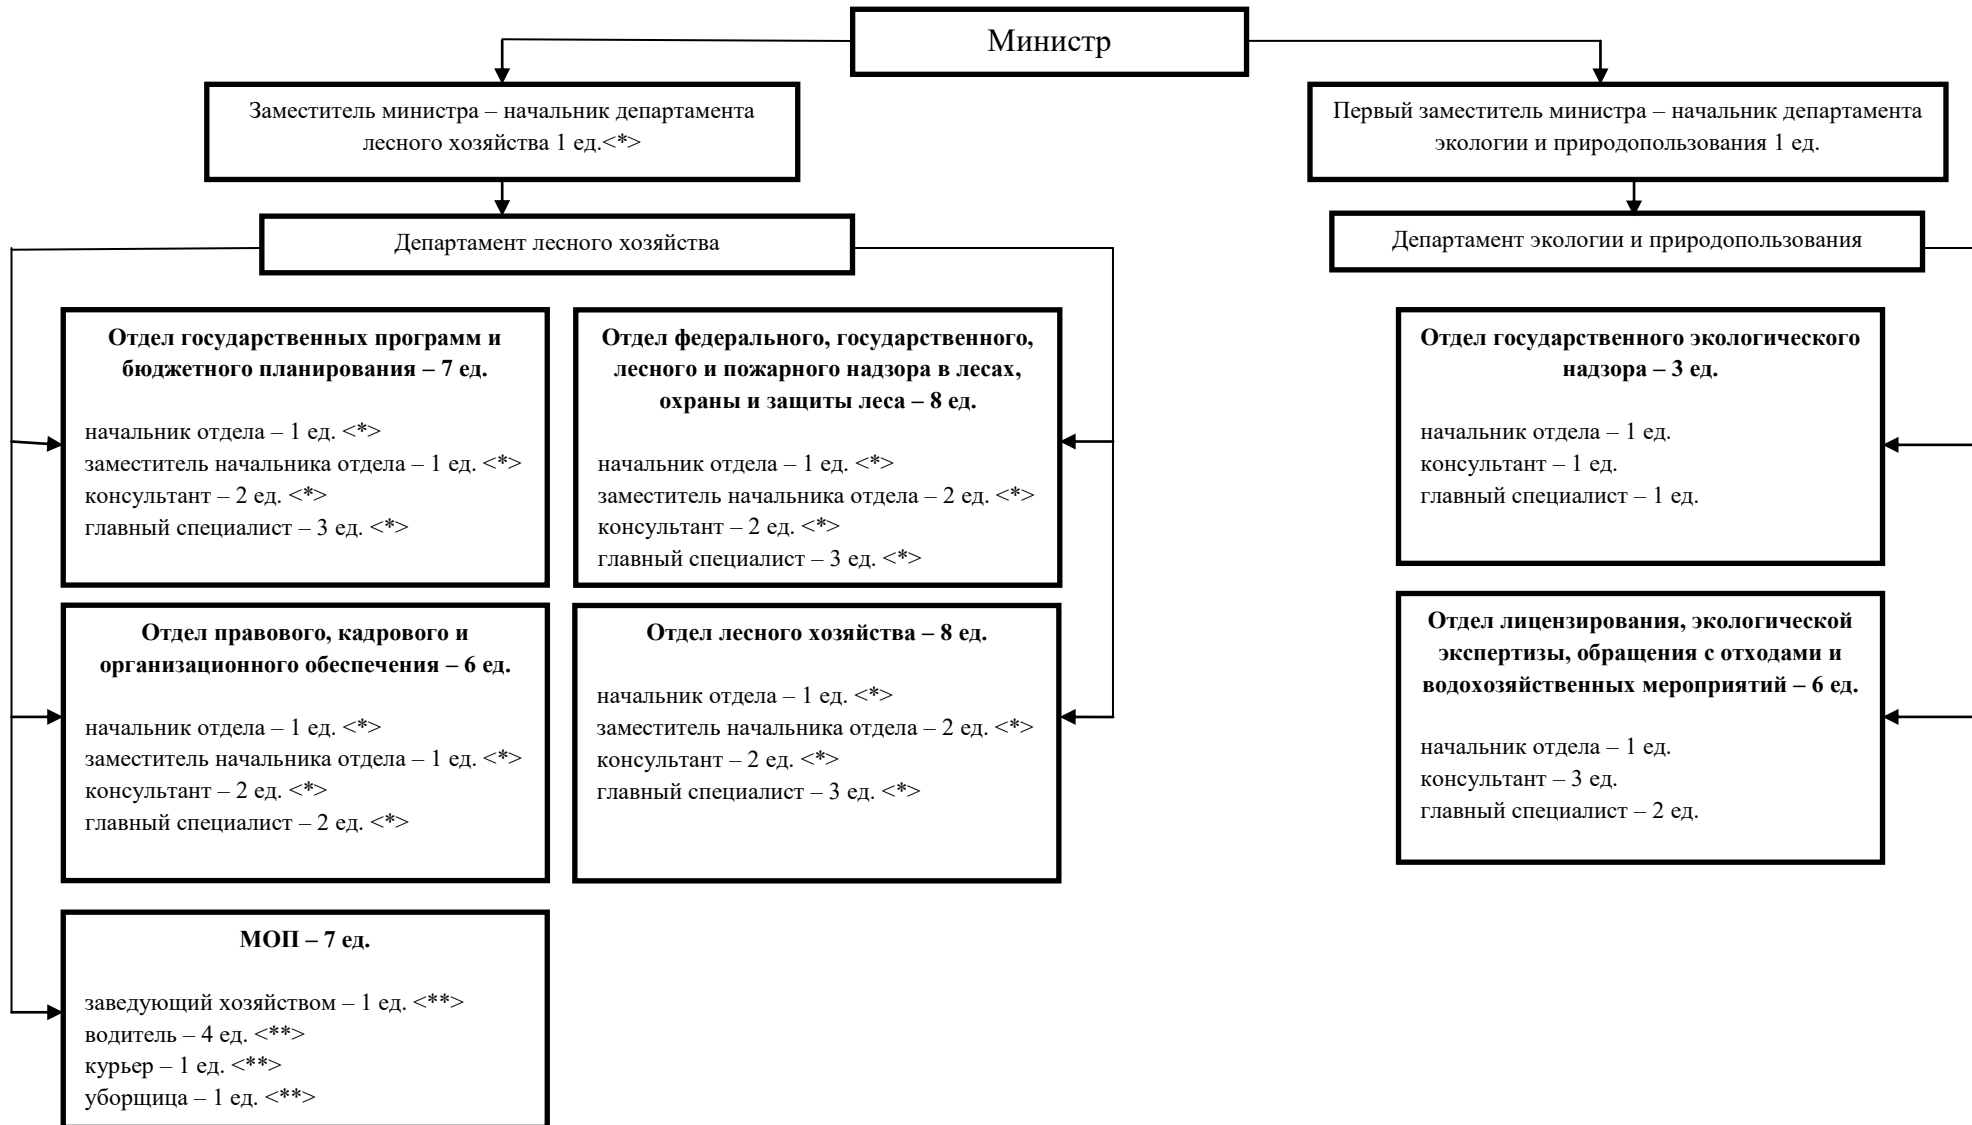 Министр
Заместитель министра – начальник департамента
лесного хозяйства 1 ед.<*>
Первый заместитель министра – начальник департамента
экологии и природопользования 1 ед.
Департамент лесного хозяйства
Департамент экологии и природопользования
Отдел государственных программ и
бюджетного планирования – 7 ед.
начальник отдела – 1 ед. <*>
заместитель начальника отдела – 1 ед. <*>
консультант – 2 ед. <*>
главный специалист – 3 ед. <*>
Отдел федерального, государственного,
лесного и пожарного надзора в лесах,
охраны и защиты леса – 8 ед.
начальник отдела – 1 ед. <*>
заместитель начальника отдела – 2 ед. <*>
консультант – 2 ед. <*>
главный специалист – 3 ед. <*>
Отдел государственного экологического
надзора – 3 ед.
начальник отдела – 1 ед.
консультант – 1 ед.
главный специалист – 1 ед.
Отдел правового, кадрового и
организационного обеспечения – 6 ед.
начальник отдела – 1 ед. <*>
заместитель начальника отдела – 1 ед. <*>
консультант – 2 ед. <*>
главный специалист – 2 ед. <*>
Отдел лесного хозяйства – 8 ед.
начальник отдела – 1 ед. <*>
заместитель начальника отдела – 2 ед. <*>
консультант – 2 ед. <*>
главный специалист – 3 ед. <*>
Отдел лицензирования, экологической
экспертизы, обращения с отходами и
водохозяйственных мероприятий – 6 ед.
начальник отдела – 1 ед.
консультант – 3 ед.
главный специалист – 2 ед.
МОП – 7 ед.
заведующий хозяйством – 1 ед. <**>
водитель – 4 ед. <**>
курьер – 1 ед. <**>
уборщица – 1 ед. <**>